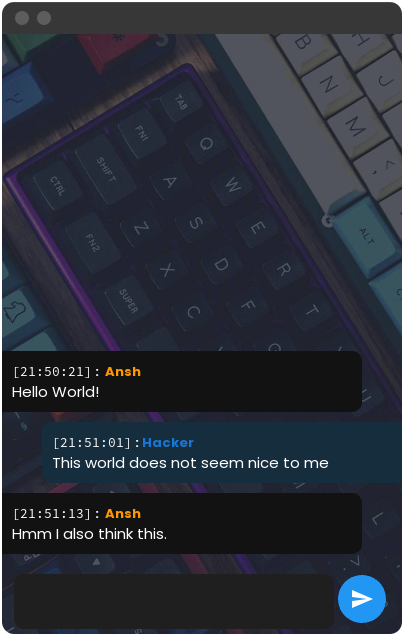 TAB
Q
FN1
SHIFT
CTRL
A
W
FN2
Z
S
E
SUPER
X
D
R
C
F
T
B
H
N
J
M
ALT
[21:50:21]: Ansh
Hello World!
[21:51:01]:Hacker
This world does not seem nice to me
[21:51:13]: Ansh
Hmm I also think this.
L